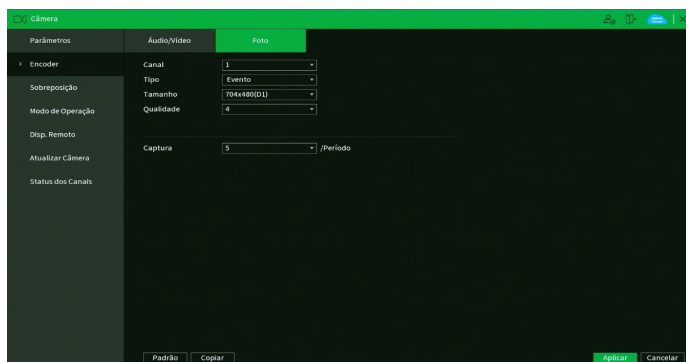 Câmera
Parâmetros
Áudio/Vídeo Foto
Encoder
Canal 1
Tipo Evento
Sobreposição
Tamanho 704x480(D1)
Modo de Operação
Qualidade 4
Disp. Remoto
Captura 5 /Período
Atualizar Câmera
Status dos Canais
Padrão Copiar Aplicar Cancelar